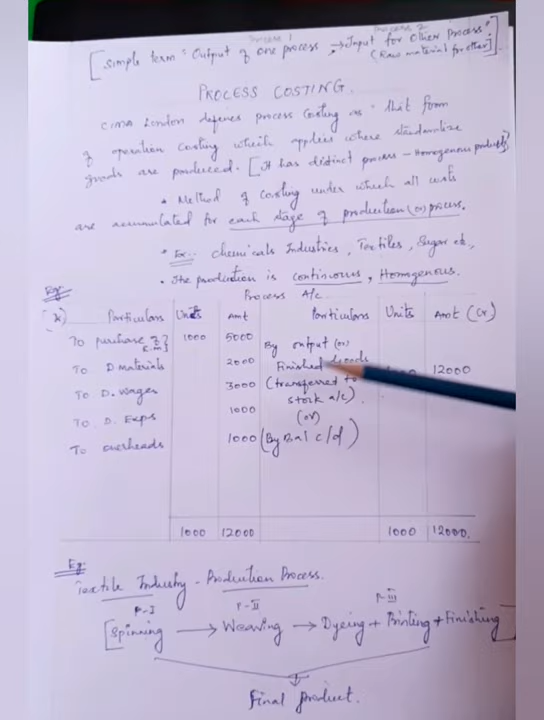 Process 1 Process 2
[Simple term "Output of one process → Input for Other Process"
(Raw material for other)]
PROCESS COSTING.
CIMA London defines process costing as "that form
of operation costing which applies where standardize
goods are produced. [It has distinct process - Homogenous products]
• Method of costing under which all costs
are accumulated for each stage of production (or) process.
• Ex:- Chemicals Industries, Textiles, Sugar etc.,
• The production is continuous, Homogenous.
Eg:-
Process A/c
Particulars Units Amt Particulars Units Amt (Cr)
To purchase of R.m] 1000 5000 By output (or)
To D.materials 2000 Finished Goods 12000
To D.wages 3000 (transferred to
stock a/c)
To D. Exps 1000 (or)
To overheads 1000 (By Bal c/d)
1000 12000 1000 12000.
Eg:
Textile Industry - Production Process.
P-I P-II P-III
[Spinning → Weaving → Dyeing + Printing + Finishing]
Final product.